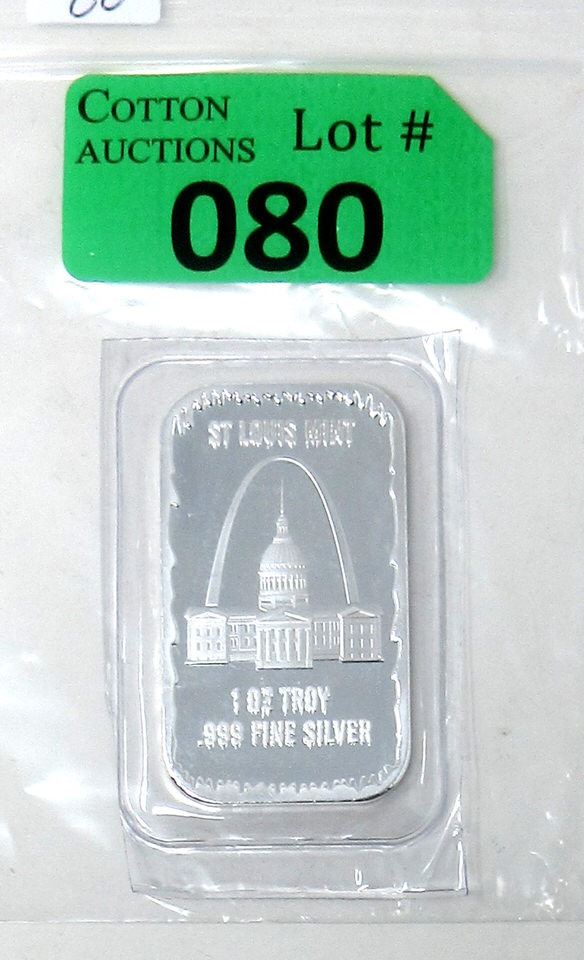 COTTON
AUCTIONS
Lot #
080
ST LOUIS MINT
1 OZ TROY
.999 FINE SILVER